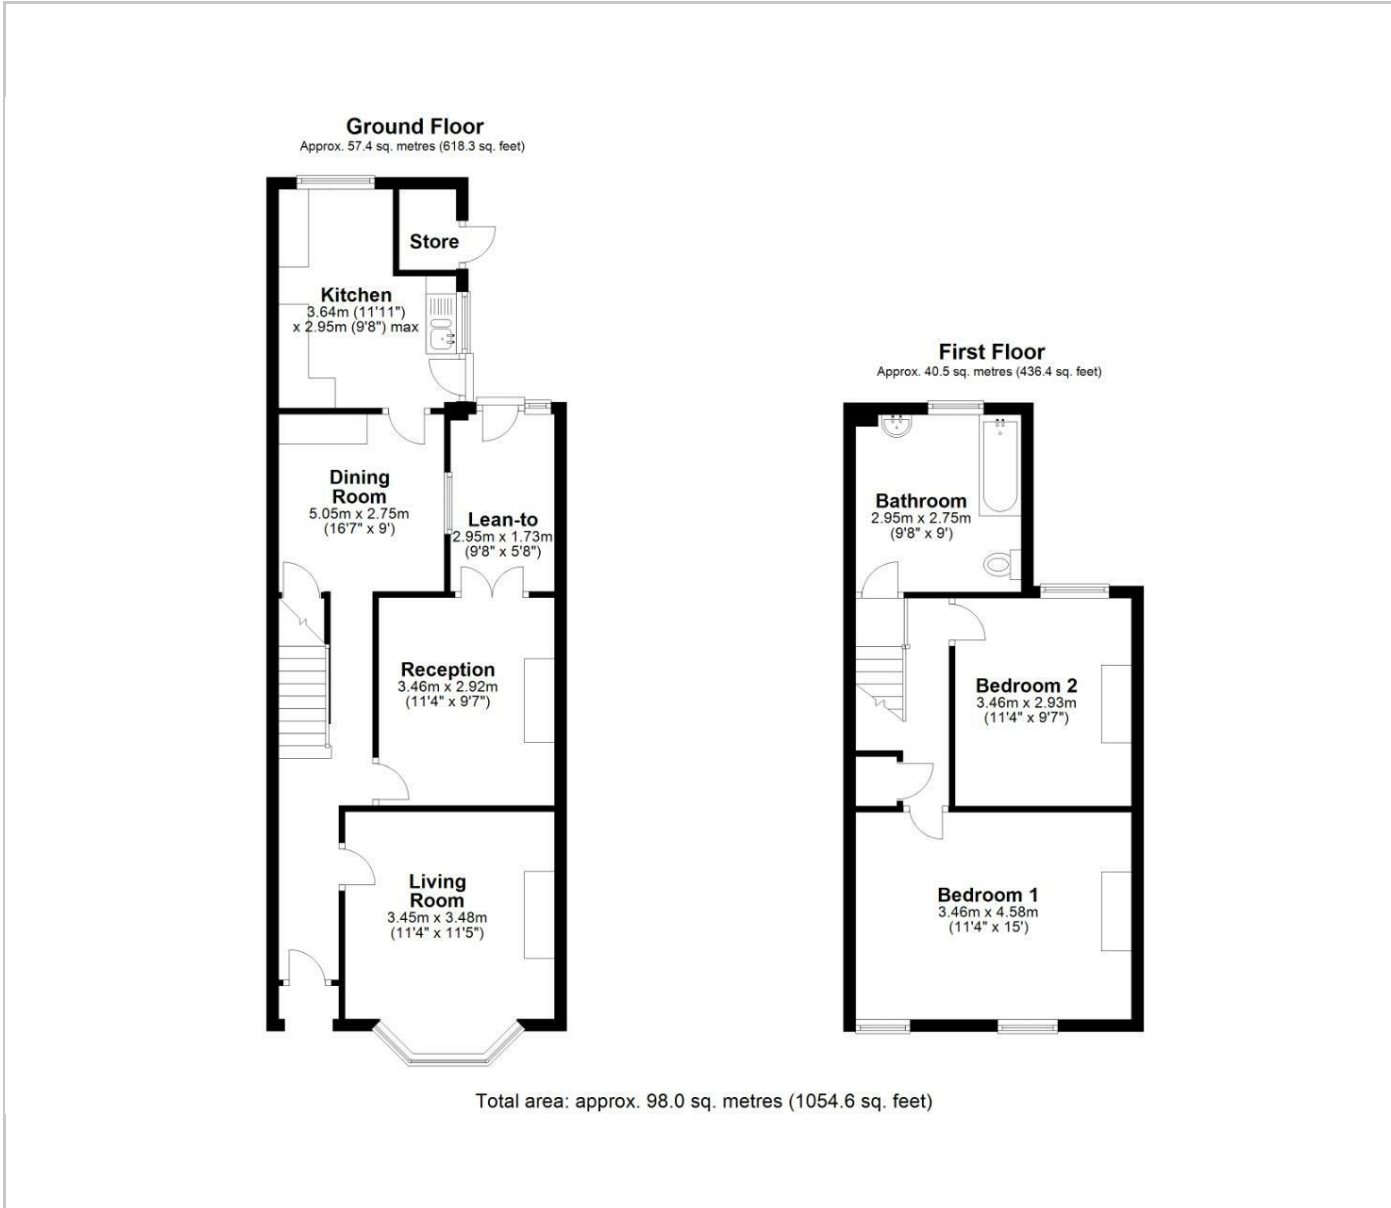 Ground Floor
Approx. 57.4 sq. metres (618.3 sq. feet)
Store
Kitchen
3.64m (11'11")
x 2.95m (9'8") max
Dining
Room
5.05m x 2.75m
(16'7" x 9')
Lean-to
2.95m x 1.73m
(9'8" x 5'8")
Reception
3.46m x 2.92m
(11'4" x 9'7")
Living
Room
3.45m x 3.48m
(11'4" x 11'5")
First Floor
Approx. 40.5 sq. metres (436.4 sq. feet)
Bathroom
2.95m x 2.75m
(9'8" x 9')
Bedroom 2
3.46m x 2.93m
(11'4" x 9'7")
Bedroom 1
3.46m x 4.58m
(11'4" x 15')
Total area: approx. 98.0 sq. metres (1054.6 sq. feet)